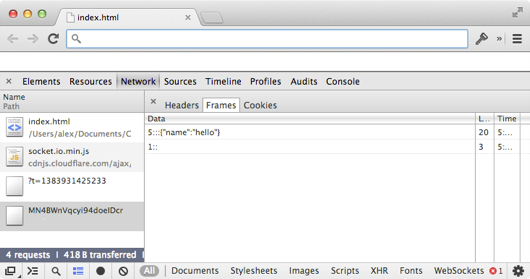 index.html
Elements Resources Network Sources Timeline Profiles Audits Console
Name
Path
Headers Frames Cookies
Data L... Time
5:::{"name":"hello"} 20 5:...
1:: 3 5:...
index.html
/Users/alex/Documents/C
socket.io.min.js
cdnjs.cloudflare.com/ajax,
?t=1383931425233
MN4BWnVqcyi94doelDcr
4 requests | 418 B transferred
All Documents Stylesheets Images Scripts XHR Fonts WebSockets 1